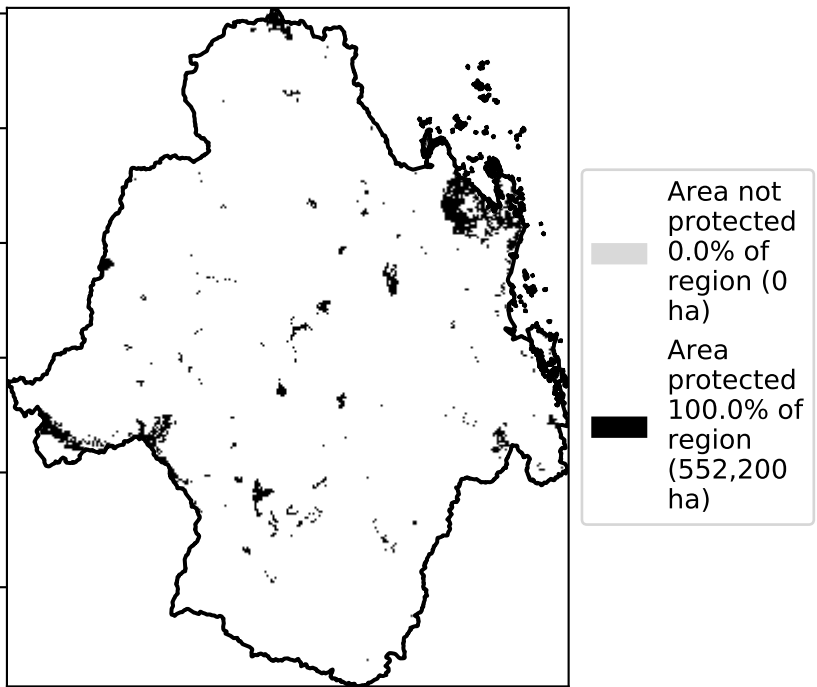 Area not
protected
0.0% of
region (0
ha)
Area
protected
100.0% of
region
(552,200
ha)